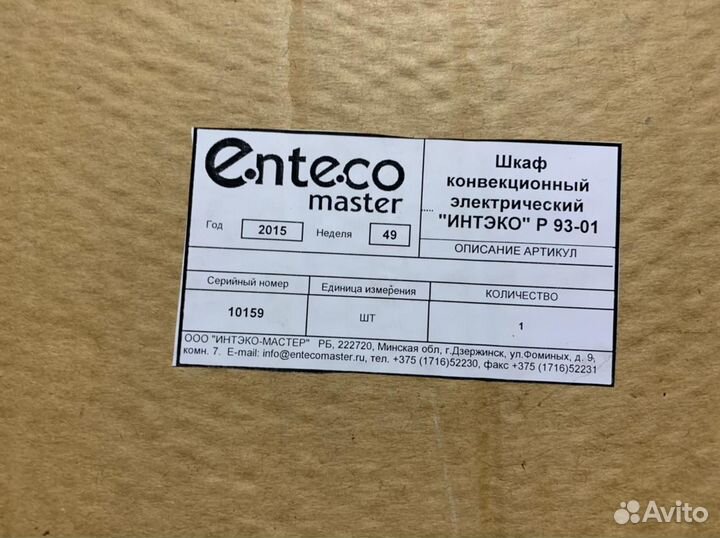 enteco
master
Год 2015 Неделя 49
Шкаф
конвекционный
электрический
"ИНТЭКО" Р 93-01
ОПИСАНИЕ АРТИКУЛ
Серийный номер Единица измерения КОЛИЧЕСТВО
10159 ШТ 1
ООО "ИНТЭКО-МАСТЕР" РБ, 222720, Минская обл, г.Дзержинск, ул.Фоминых, д. 9,
комн. 7. E-mail: info@entecomaster.ru, тел. +375 (1716)52230, факс +375 (1716)52231
Avito